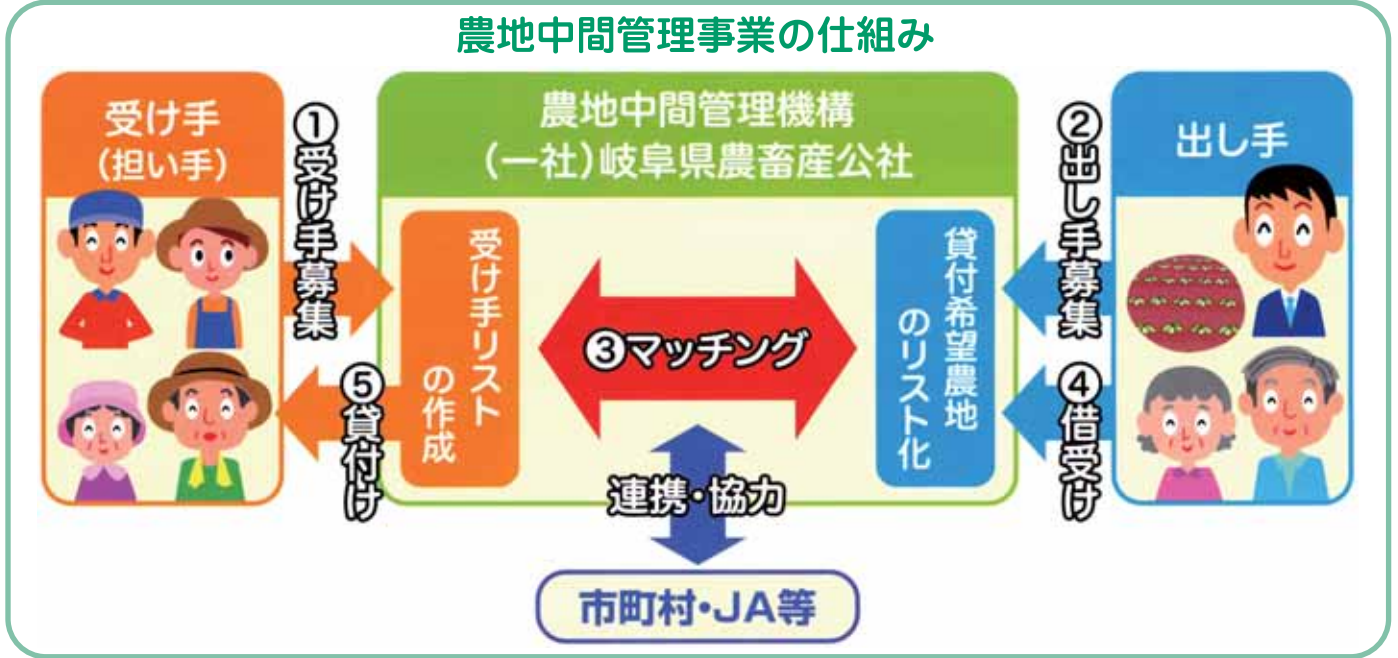 農地中間管理事業の仕組み
受け手
(担い手)
①受け手募集
⑤貸付け
農地中間管理機構
(一社)岐阜県農畜産公社
受け手リスト
の作成
③マッチング
貸付希望農地
のリスト化
②出し手募集
④借受け
出し手
連携・協力
市町村・JA等